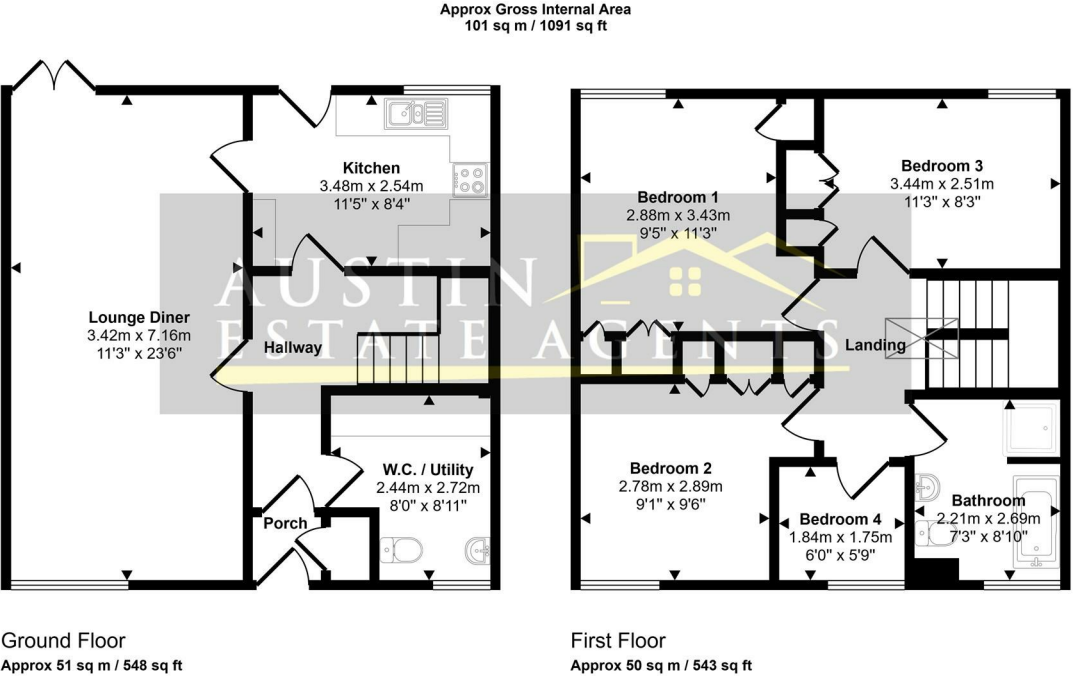 Approx Gross Internal Area
101 sq m / 1091 sq ft
Kitchen
3.48m x 2.54m
11'5" x 8'4"
Lounge Diner
3.42m x 7.16m
11'3" x 23'6"
Hallway
W.C. / Utility
2.44m x 2.72m
8'0" x 8'11"
Porch
Bedroom 1
2.88m x 3.43m
9'5" x 11'3"
Bedroom 3
3.44m x 2.51m
11'3" x 8'3"
Landing
Bedroom 2
2.78m x 2.89m
9'1" x 9'6"
Bedroom 4
1.84m x 1.75m
6'0" x 5'9"
Bathroom
2.21m x 2.69m
7'3" x 8'10"
AUSTIN
ESTATE AGENTS
Ground Floor
Approx 51 sq m / 548 sq ft
First Floor
Approx 50 sq m / 543 sq ft